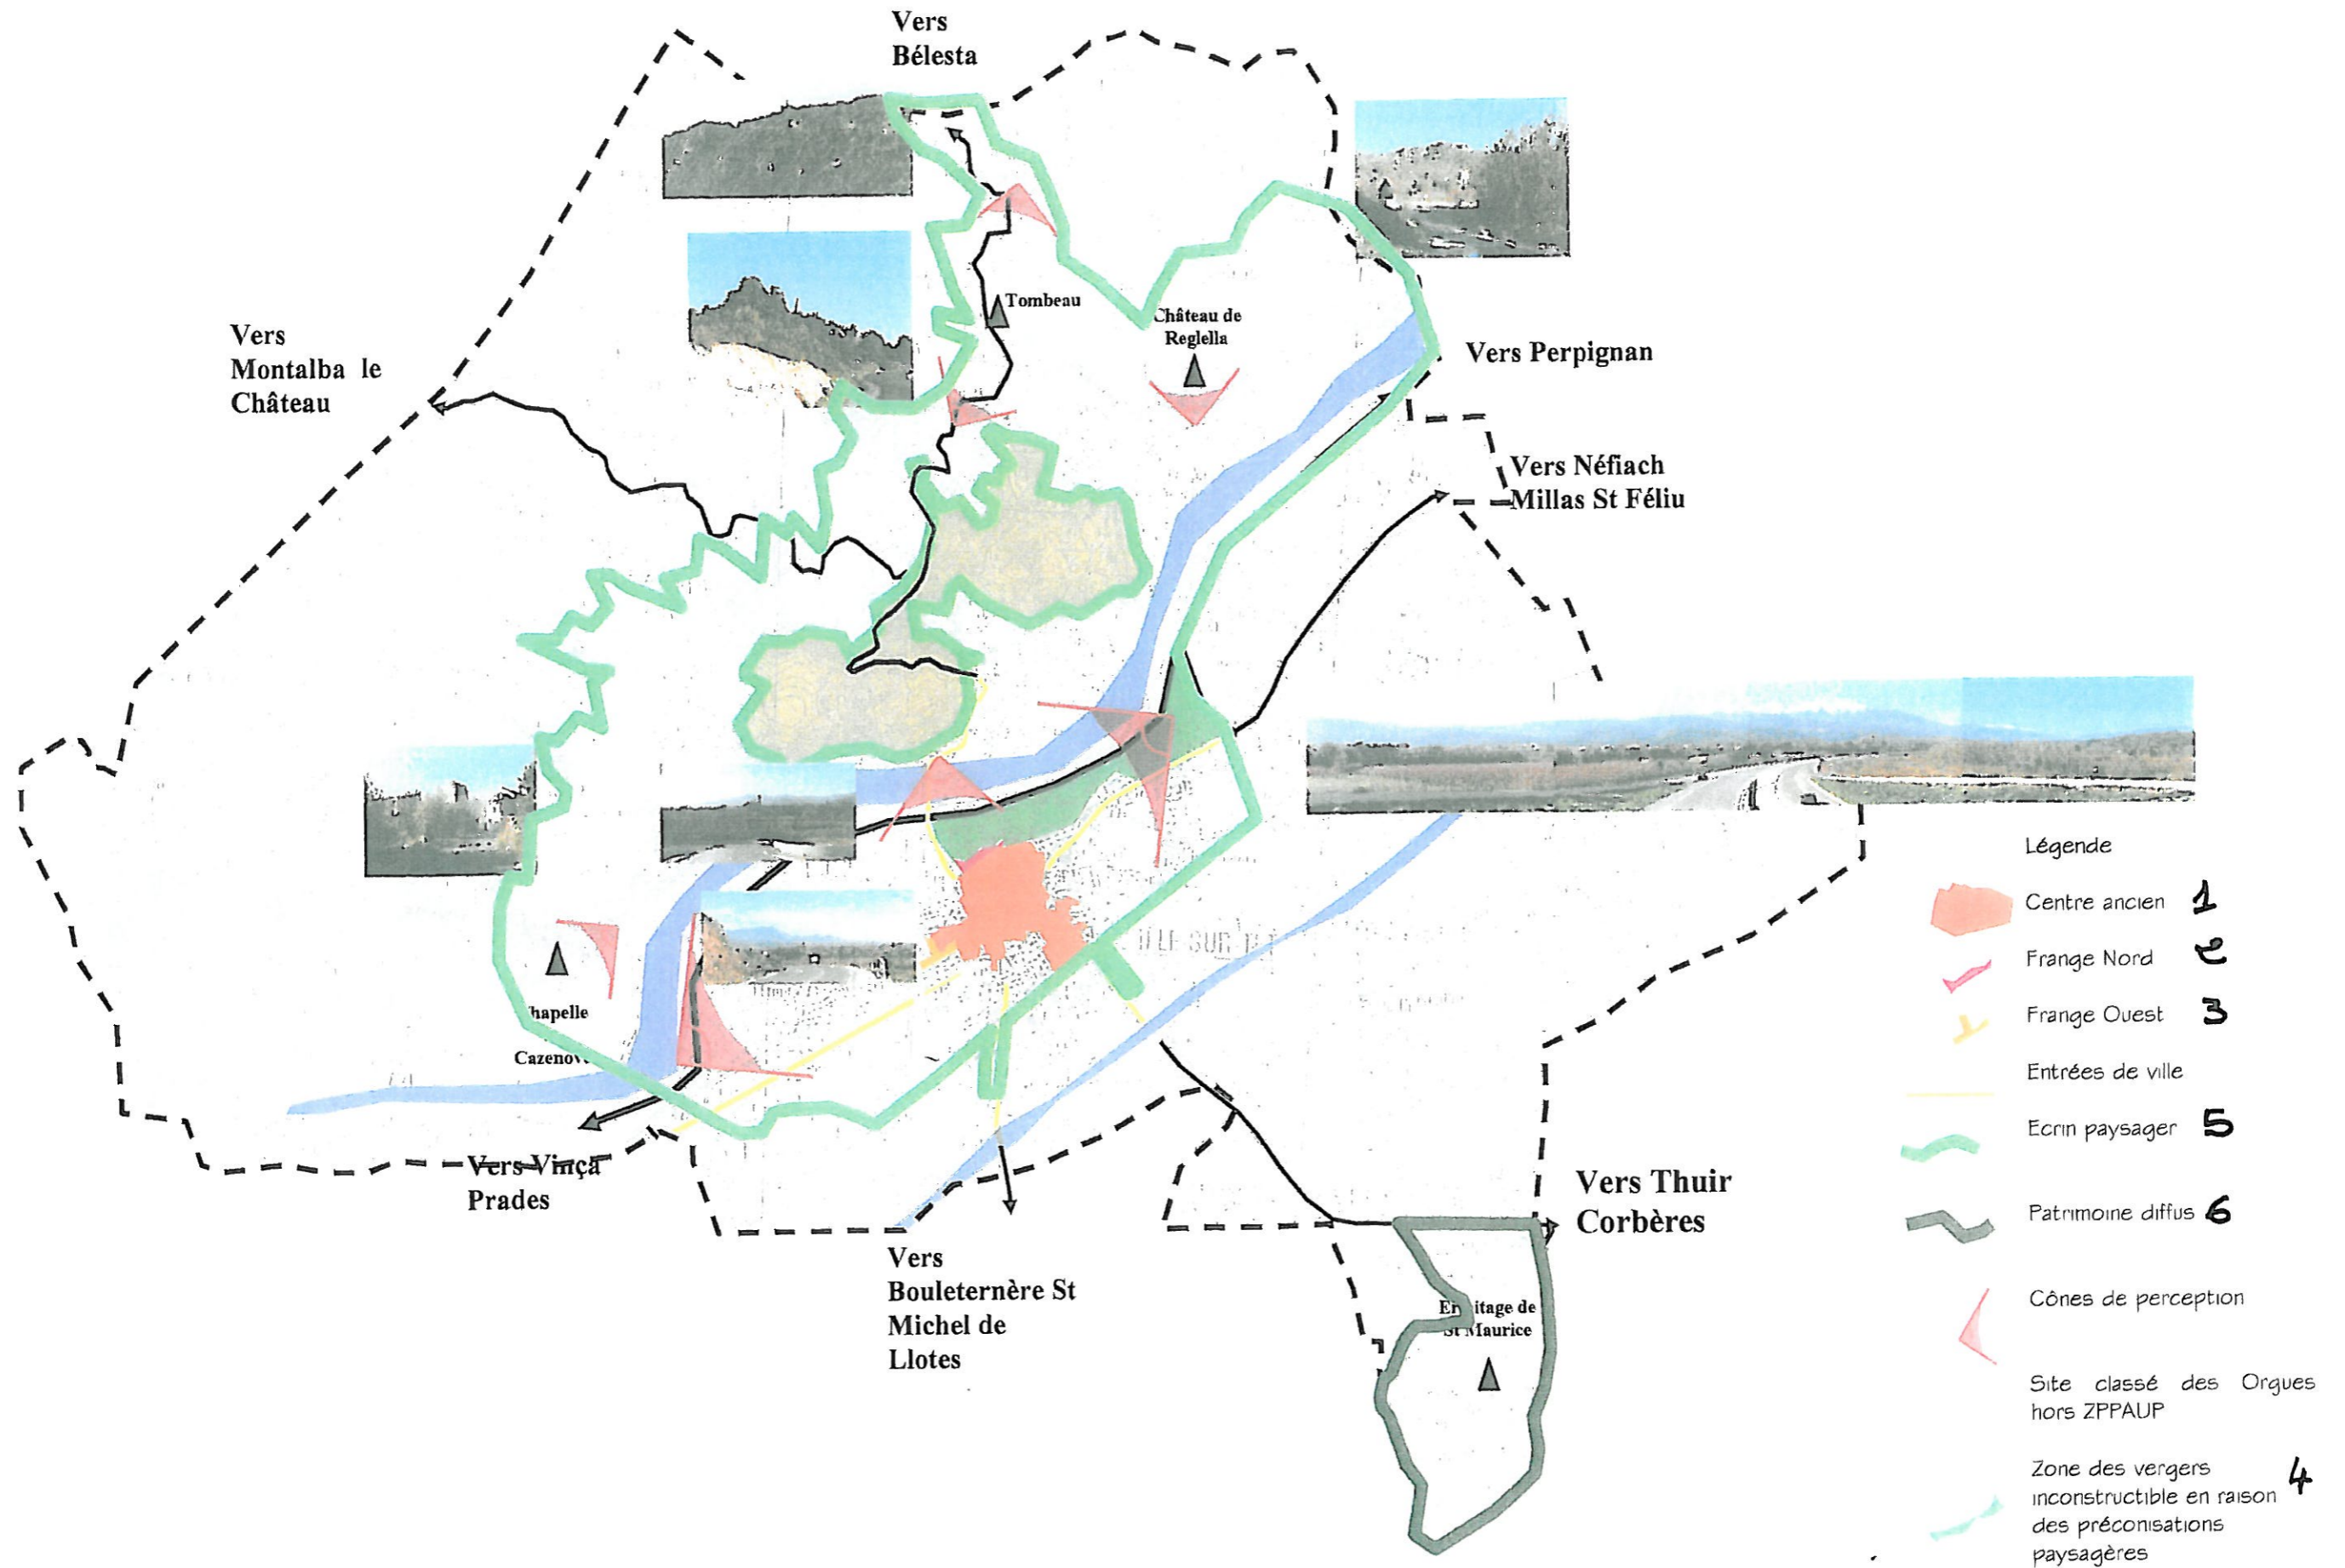 Vers
Bélesta
Tombeau
Château de
Reglella
Vers
Montalba le
Château
Vers Perpignan
Vers Néfiach
Millas St Féliu
ILLE SUR
hapelle
Cazenov
Vers Vinça
Prades
Vers
Bouleternère St
Michel de
Llotes
Vers Thuir
Corbères
Ermitage de
St Maurice
Légende
Centre ancien 1
Frange Nord 2
Frange Ouest 3
Entrées de ville
Ecrin paysager 5
Patrimoine diffus 6
Cônes de perception
Site classé des Orgues
hors ZPPAUP
Zone des vergers 4
inconstructible en raison
des préconisations
paysagères